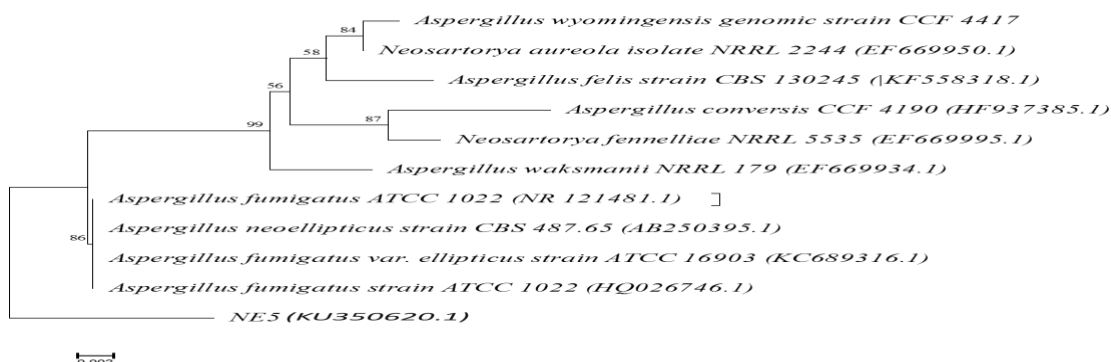 Aspergillus wyomingensis genomic strain CCF 4417
84
Neosartorya aureola isolate NRRL 2244 (EF669950.1)
58
Aspergillus felis strain CBS 130245 (|KF558318.1)
56
Aspergillus conversis CCF 4190 (HF937385.1)
87
99
Neosartorya fennelliae NRRL 5535 (EF669995.1)
Aspergillus waksmanii NRRL 179 (EF669934.1)
Aspergillus fumigatus ATCC 1022 (NR 121481.1)
Aspergillus neoellipticus strain CBS 487.65 (AB250395.1)
86
Aspergillus fumigatus var. ellipticus strain ATCC 16903 (KC689316.1)
Aspergillus fumigatus strain ATCC 1022 (HQ026746.1)
NE5 (KU350620.1)